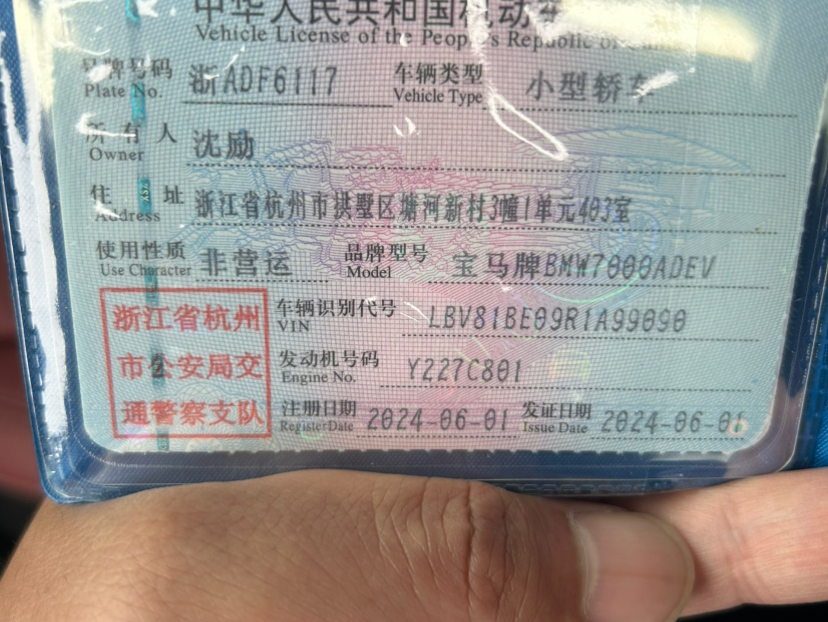 中华人民共和国机动车
Vehicle License of the People's Republic of China
号牌号码 浙ADF6117 车辆类型 小型轿车
Plate No. Vehicle Type
所有人 沈励
Owner
住址 浙江省杭州市拱墅区塘河新村3幢1单元403室
Address
使用性质 非营运 品牌型号 宝马牌BMW7000ADEV
Use Character Model
浙江省杭州
市公安局交
通警察支队
车辆识别代号 LBV81BE09R1A99090
VIN
发动机号码 Y227C801
Engine No.
注册日期 2024-06-01 发证日期 2024-06-01
Register Date Issue Date